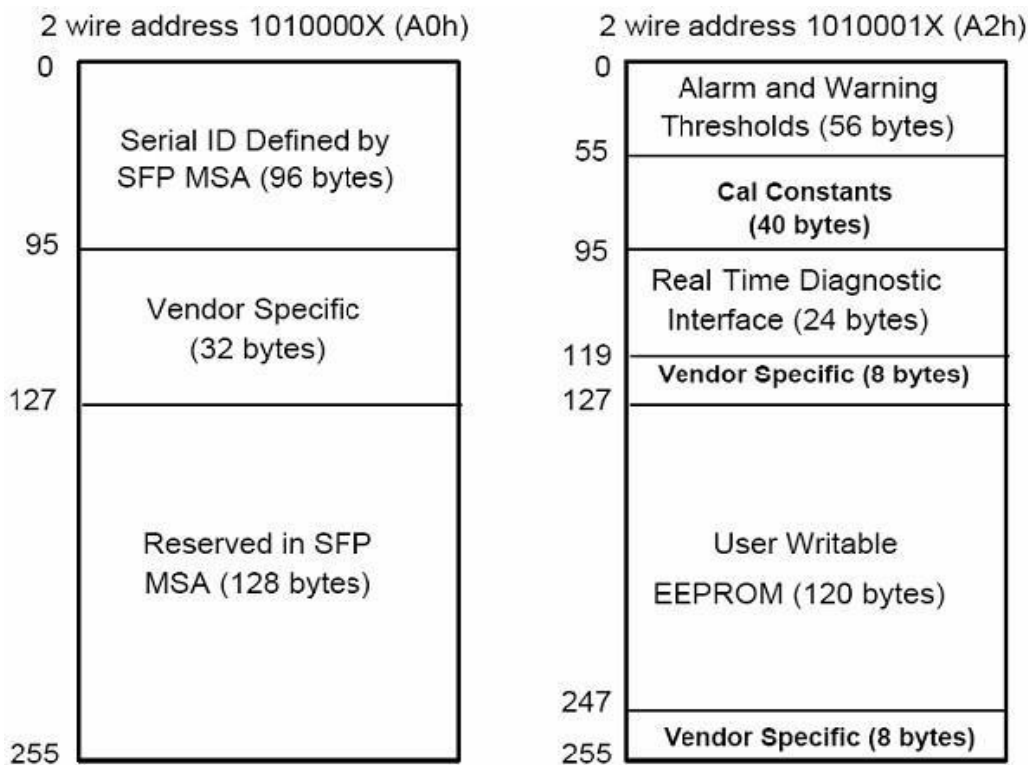 2 wire address 1010000X (A0h)
0
Serial ID Defined by
SFP MSA (96 bytes)
95
Vendor Specific
(32 bytes)
127
Reserved in SFP
MSA (128 bytes)
255
2 wire address 1010001X (A2h)
0
Alarm and Warning
Thresholds (56 bytes)
55
Cal Constants
(40 bytes)
95
Real Time Diagnostic
Interface (24 bytes)
119
Vendor Specific (8 bytes)
127
User Writable
EEPROM (120 bytes)
247
Vendor Specific (8 bytes)
255